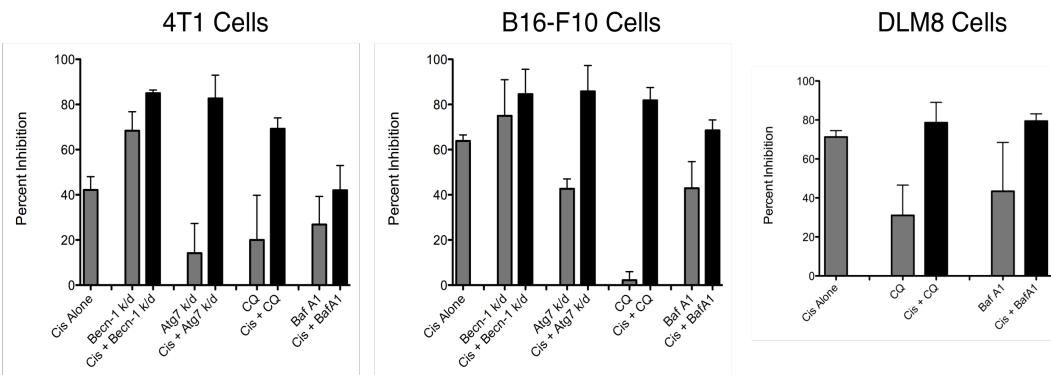 4T1 Cells
Percent Inhibition
100
80
60
40
20
0
Cis Alone
Becn-1 k/d
Cis + Becn-1 k/d
Atg7 k/d
Cis + Atg7 k/d
CQ
Cis + CQ
Baf A1
Cis + BafA1
B16-F10 Cells
Percent Inhibition
100
80
60
40
20
0
Cis Alone
Becn-1 k/d
Cis + Becn-1 k/d
Atg7 k/d
Cis + Atg7 k/d
CQ
Cis + CQ
Baf A1
Cis + BafA1
DLM8 Cells
Percent Inhibition
100
80
60
40
20
0
Cis Alone
CQ
Cis + CQ
Baf A1
Cis + BafA1